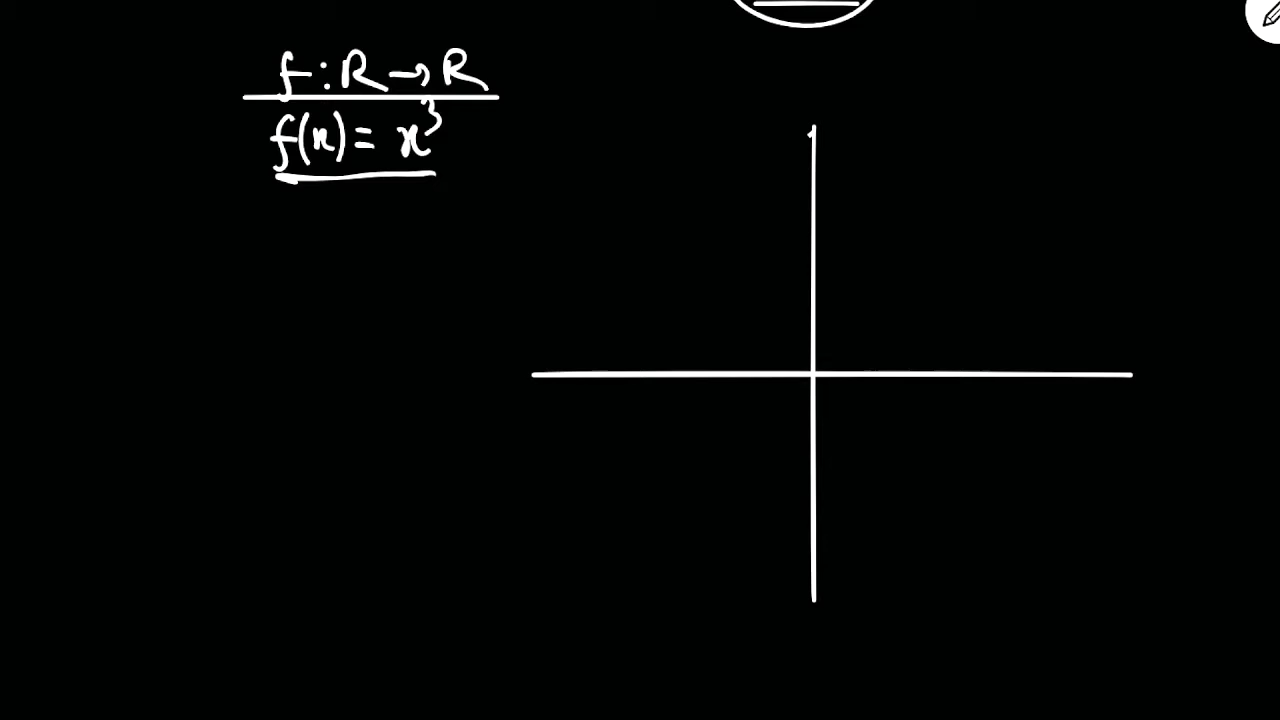 f : R → R
f(x) = x³